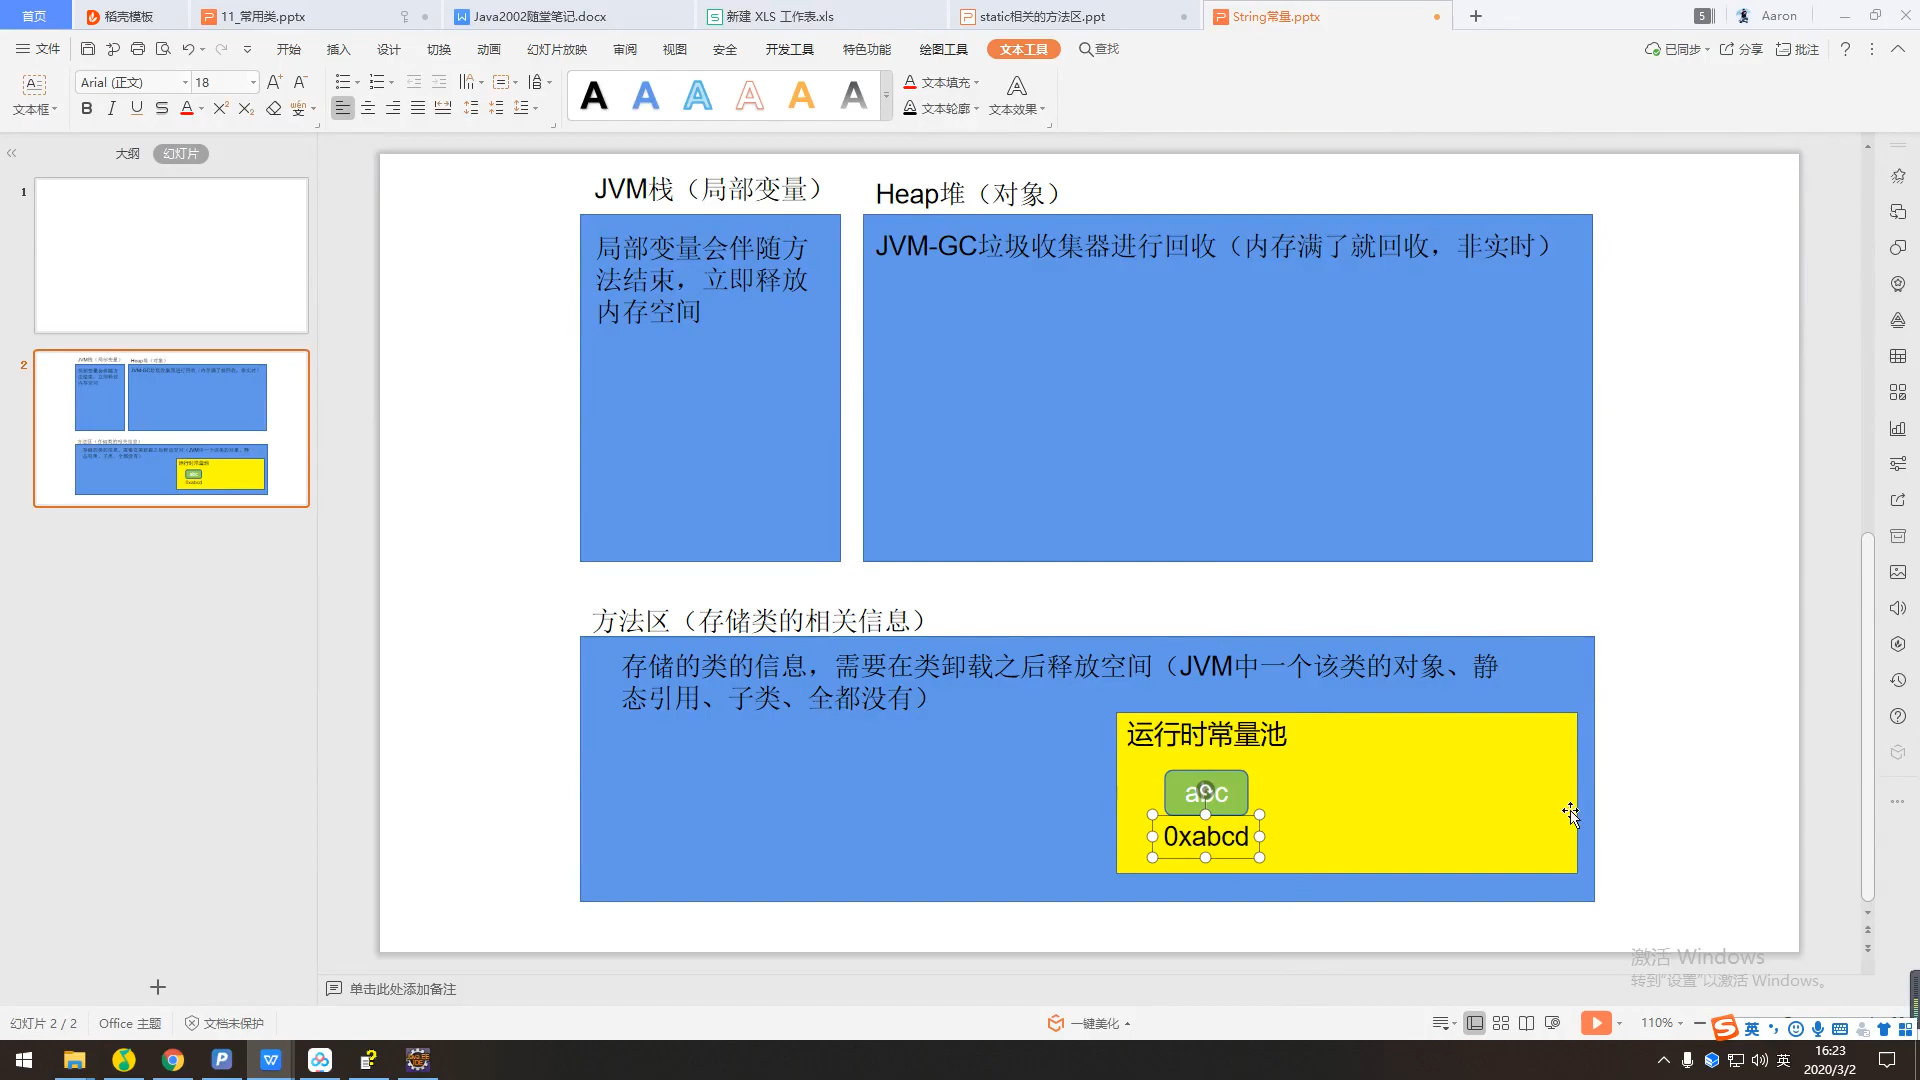 首页
稻壳模板
11_常用类.pptx
Java2002随堂笔记.docx
新建 XLS 工作表.xls
static相关的方法区.ppt
String常量.pptx
5
Aaron
文件
开始
插入
设计
切换
动画
幻灯片放映
审阅
视图
安全
开发工具
特色功能
绘图工具
文本工具
查找
已同步
分享
批注
文本框
Arial (正文)
18
文本填充
文本轮廓
文本效果
大纲
幻灯片
1
2
JVM栈（局部变量）
Heap堆（对象）
局部变量会伴随方
法结束，立即释放
内存空间
JVM-GC垃圾收集器进行回收（内存满了就回收，非实时）
方法区（存储类的相关信息）
存储的类的信息，需要在类卸载之后释放空间（JVM中一个该类的对象、静
态引用、子类、全都没有）
运行时常量池
abc
0xabcd
激活 Windows
转到“设置”以激活 Windows。
单击此处添加备注
幻灯片 2 / 2
Office 主题
文档未保护
一键美化
110%
英
英
16:23
2020/3/2